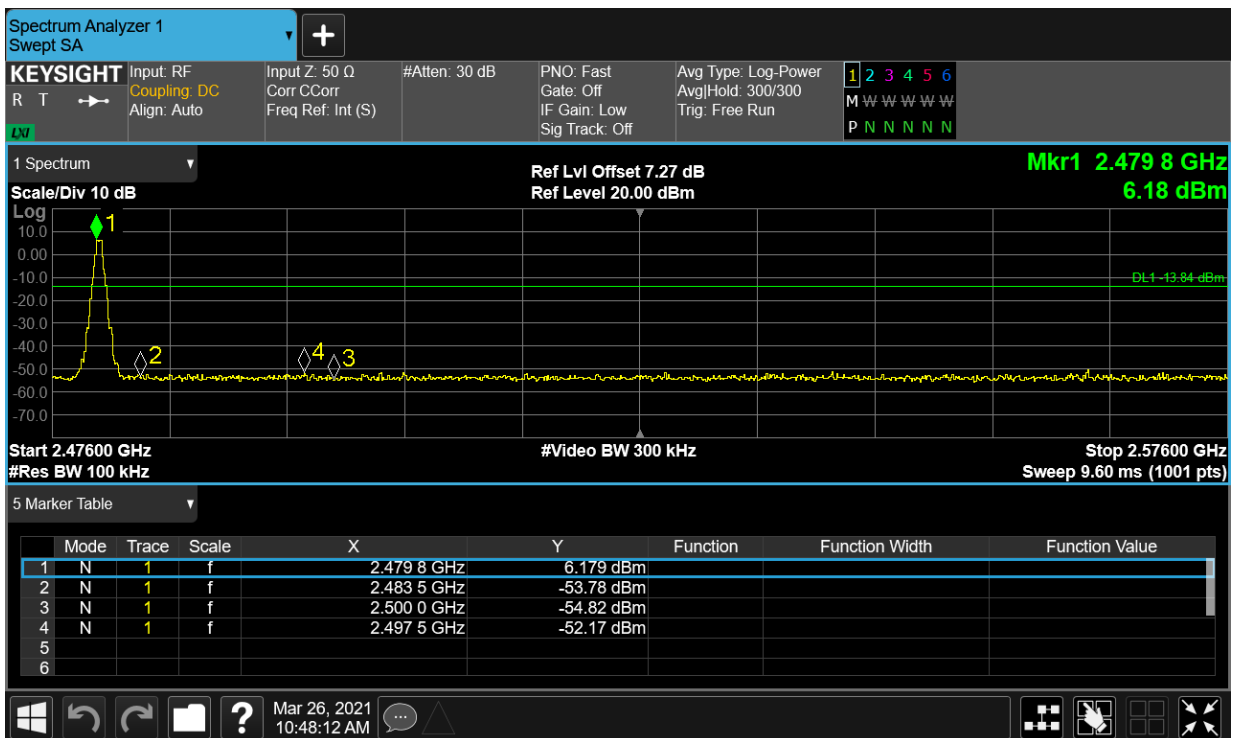 Spectrum Analyzer 1
Swept SA
+
KEYSIGHT
R T
LXI
Input: RF
Coupling: DC
Align: Auto
Input Z: 50 Ω
Corr CCorr
Freq Ref: Int (S)
#Atten: 30 dB
PNO: Fast
Gate: Off
IF Gain: Low
Sig Track: Off
Avg Type: Log-Power
Avg|Hold: 300/300
Trig: Free Run
1 2 3 4 5 6
M W W W W W
P N N N N N
1 Spectrum
Scale/Div 10 dB
Ref Lvl Offset 7.27 dB
Ref Level 20.00 dBm
Mkr1 2.479 8 GHz
6.18 dBm
Log
10.0
0.00
-10.0
-20.0
-30.0
-40.0
-50.0
-60.0
-70.0
1
2
4
3
DL1 -13.84 dBm
Start 2.47600 GHz
#Res BW 100 kHz
#Video BW 300 kHz
Stop 2.57600 GHz
Sweep 9.60 ms (1001 pts)
5 Marker Table
Mode Trace Scale X Y Function Function Width Function Value
1 N 1 f 2.479 8 GHz 6.179 dBm
2 N 1 f 2.483 5 GHz -53.78 dBm
3 N 1 f 2.500 0 GHz -54.82 dBm
4 N 1 f 2.497 5 GHz -52.17 dBm
5
6
?
Mar 26, 2021
10:48:12 AM